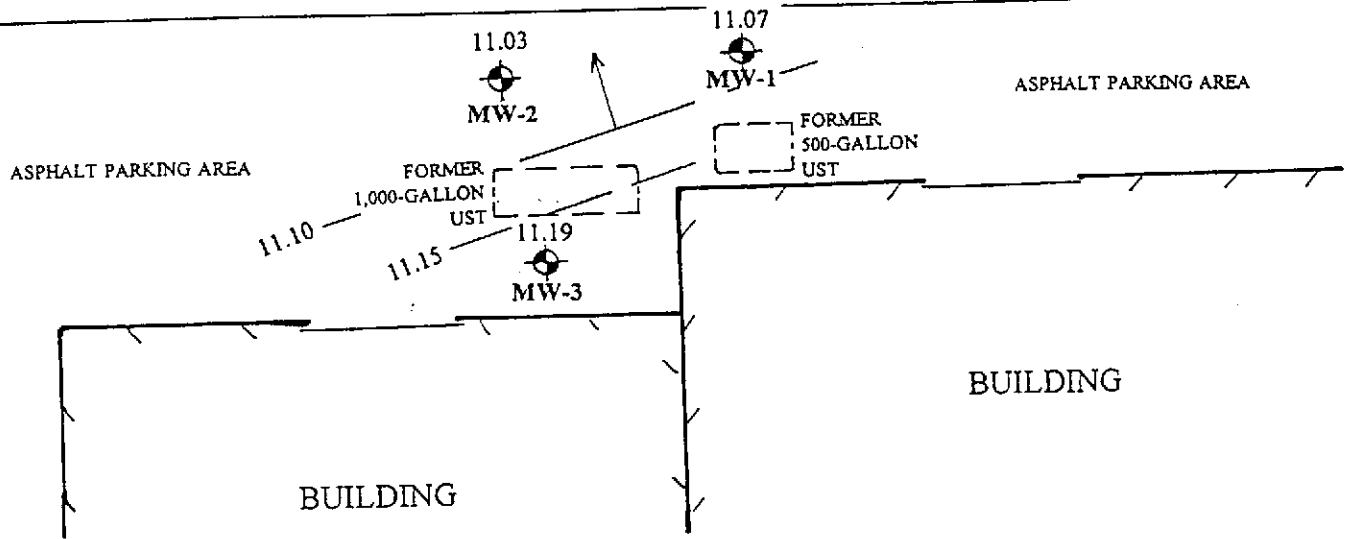 11.03
MW-2
11.07
MW-1
ASPHALT PARKING AREA
ASPHALT PARKING AREA
FORMER
500-GALLON
UST
FORMER
1,000-GALLON
UST
11.10
11.15
11.19
MW-3
BUILDING
BUILDING